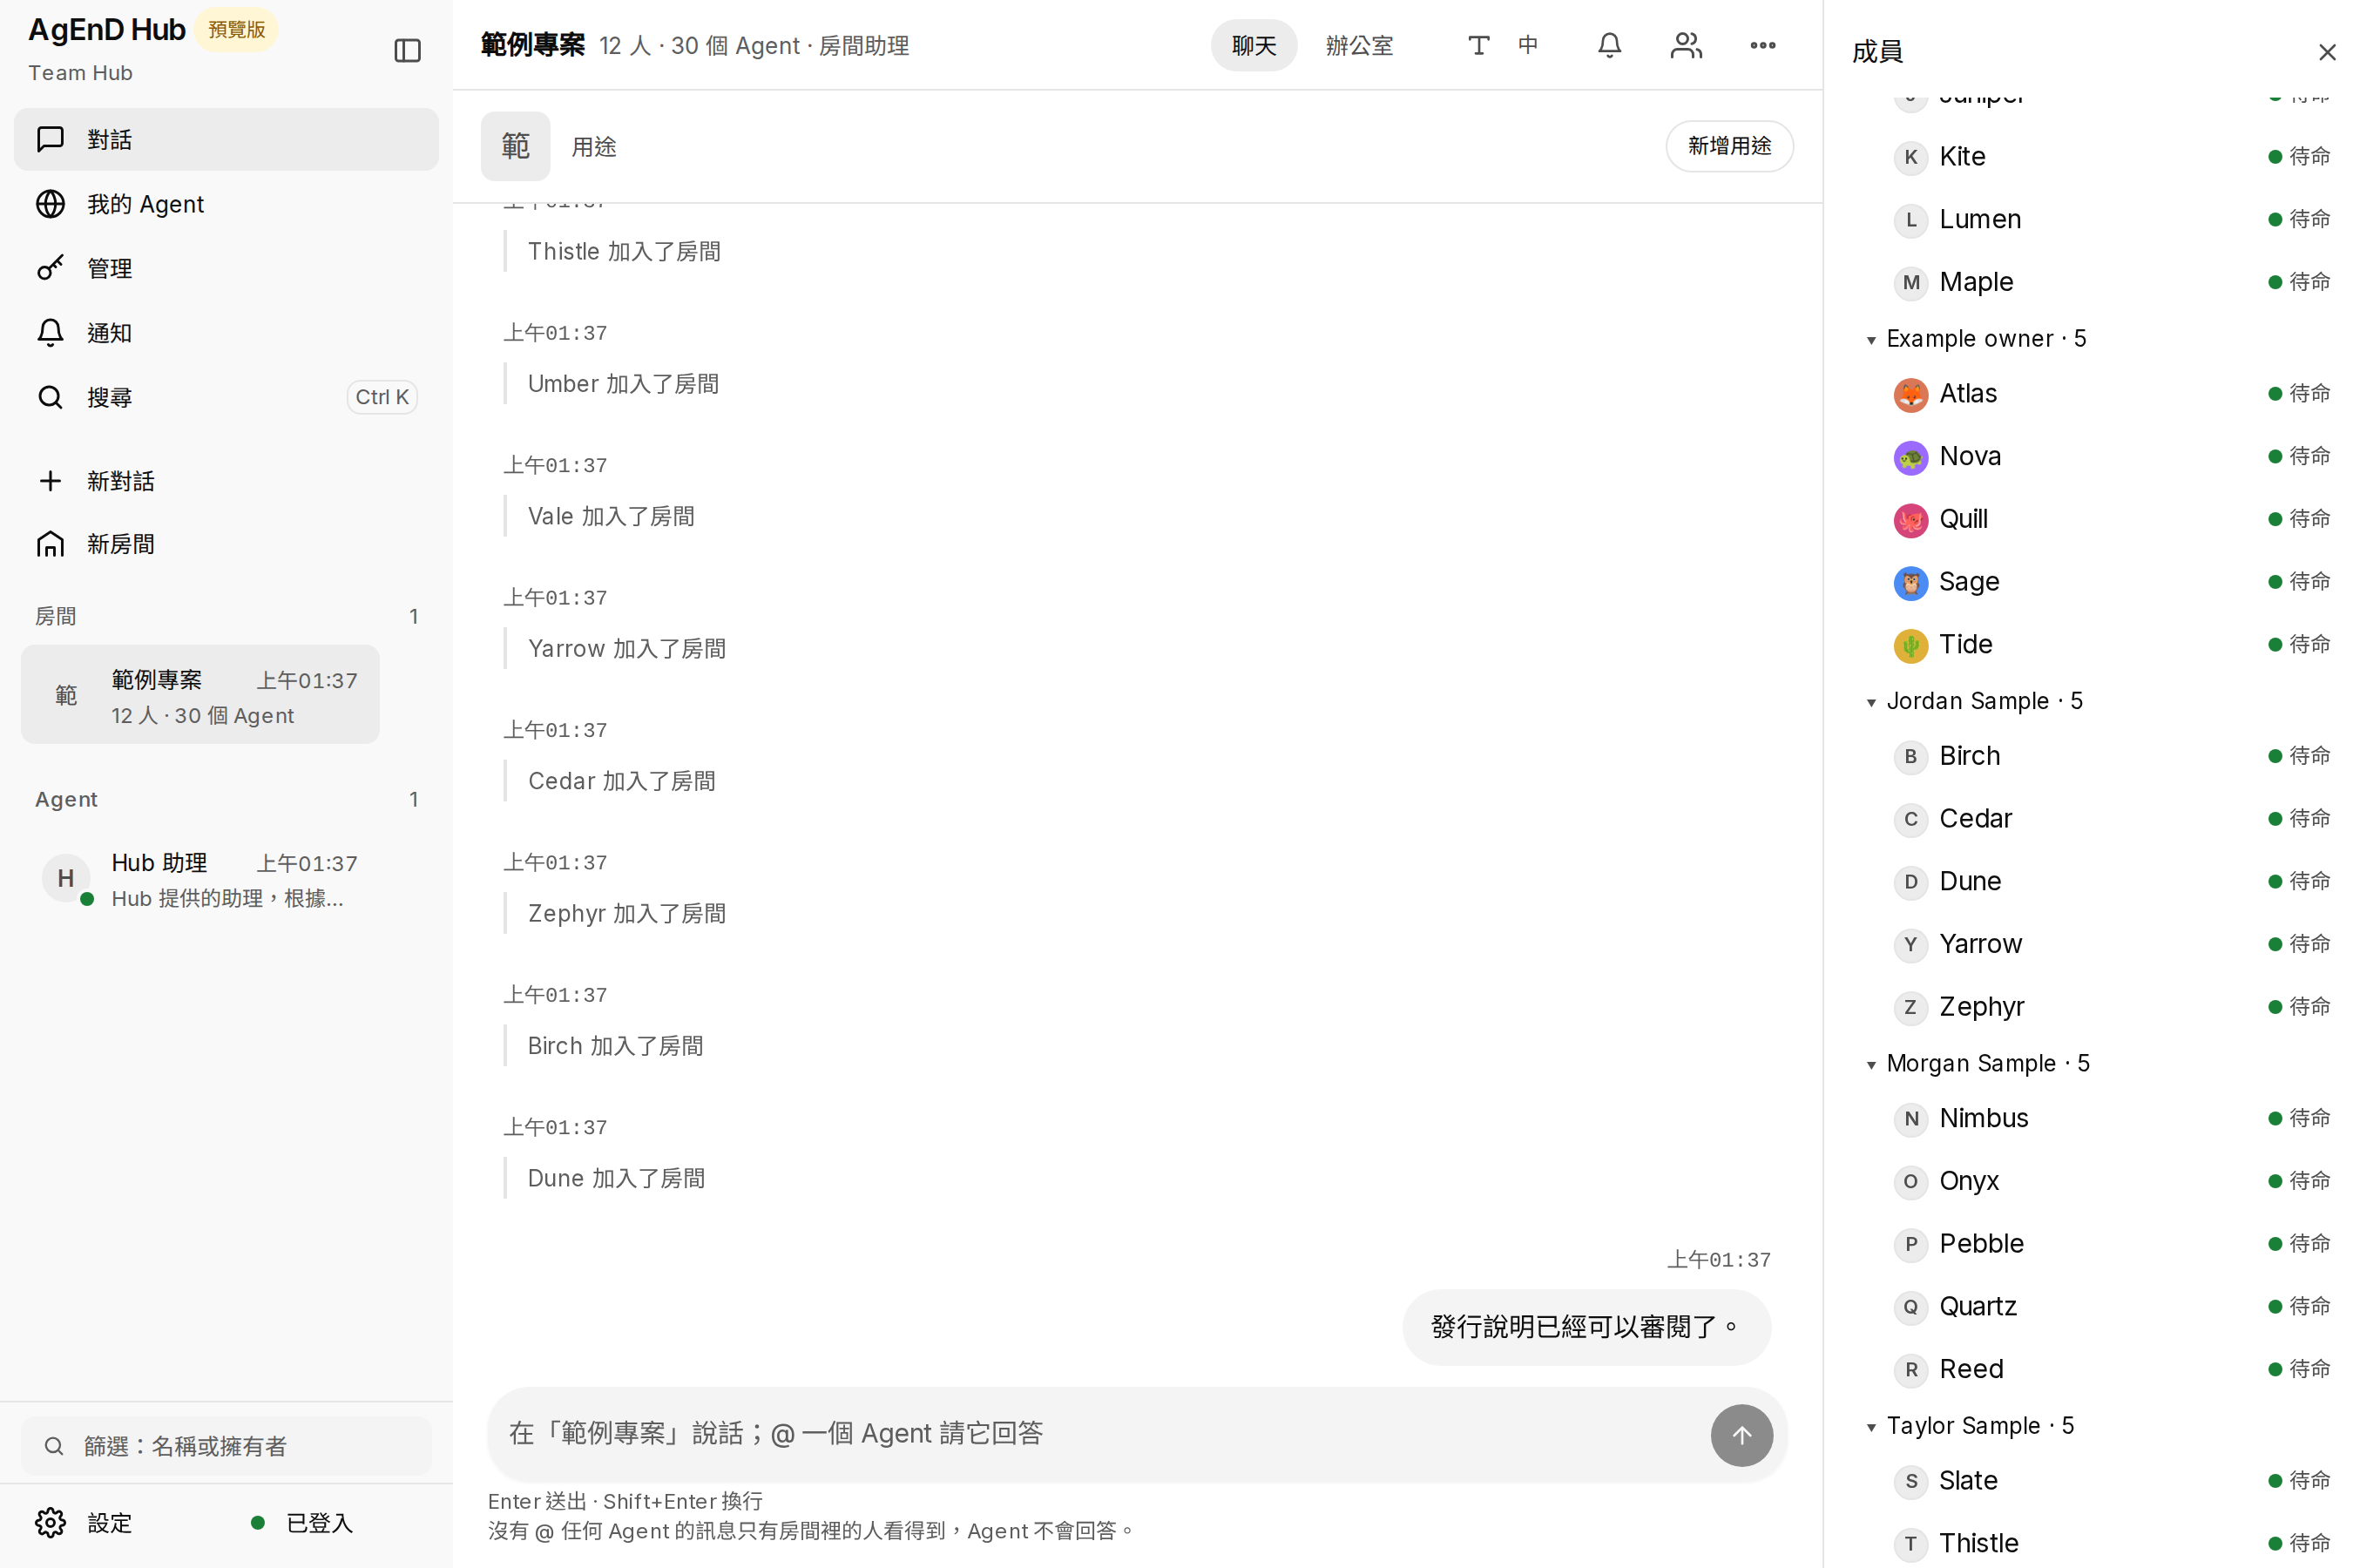 AgEnD Hub 預覽版
Team Hub
對話
我的 Agent
管理
通知
搜尋 Ctrl K
新對話
新房間
房間 1
範 範例專案 上午01:37
12 人 · 30 個 Agent
Agent 1
H Hub 助理 上午01:37
Hub 提供的助理，根據...
篩選：名稱或擁有者
設定 已登入
範例專案 12 人 · 30 個 Agent · 房間助理 聊天 辦公室 T 中
範 用途 新增用途
上午01:37
Thistle 加入了房間
上午01:37
Umber 加入了房間
上午01:37
Vale 加入了房間
上午01:37
Yarrow 加入了房間
上午01:37
Cedar 加入了房間
上午01:37
Zephyr 加入了房間
上午01:37
Birch 加入了房間
上午01:37
Dune 加入了房間
上午01:37
發行說明已經可以審閱了。
在「範例專案」說話；@ 一個 Agent 請它回答
Enter 送出 · Shift+Enter 換行
沒有 @ 任何 Agent 的訊息只有房間裡的人看得到，Agent 不會回答。
成員
Juniper 待命
K Kite 待命
L Lumen 待命
M Maple 待命
Example owner · 5
Atlas 待命
Nova 待命
Quill 待命
Sage 待命
Tide 待命
Jordan Sample · 5
B Birch 待命
C Cedar 待命
D Dune 待命
Y Yarrow 待命
Z Zephyr 待命
Morgan Sample · 5
N Nimbus 待命
O Onyx 待命
P Pebble 待命
Q Quartz 待命
R Reed 待命
Taylor Sample · 5
S Slate 待命
T Thistle 待命